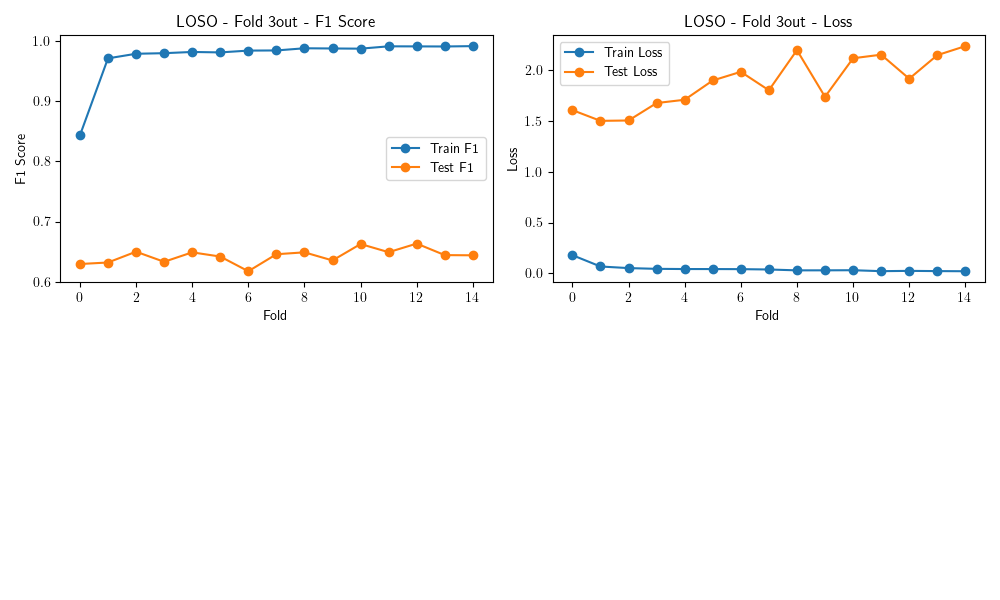 LOSO - Fold 3out - F1 Score
F1 Score
1.0
0.9
0.8
0.7
0.6
Train F1
Test F1
0 2 4 6 8 10 12 14
Fold
LOSO - Fold 3out - Loss
Loss
2.0
1.5
1.0
0.5
0.0
Train Loss
Test Loss
0 2 4 6 8 10 12 14
Fold